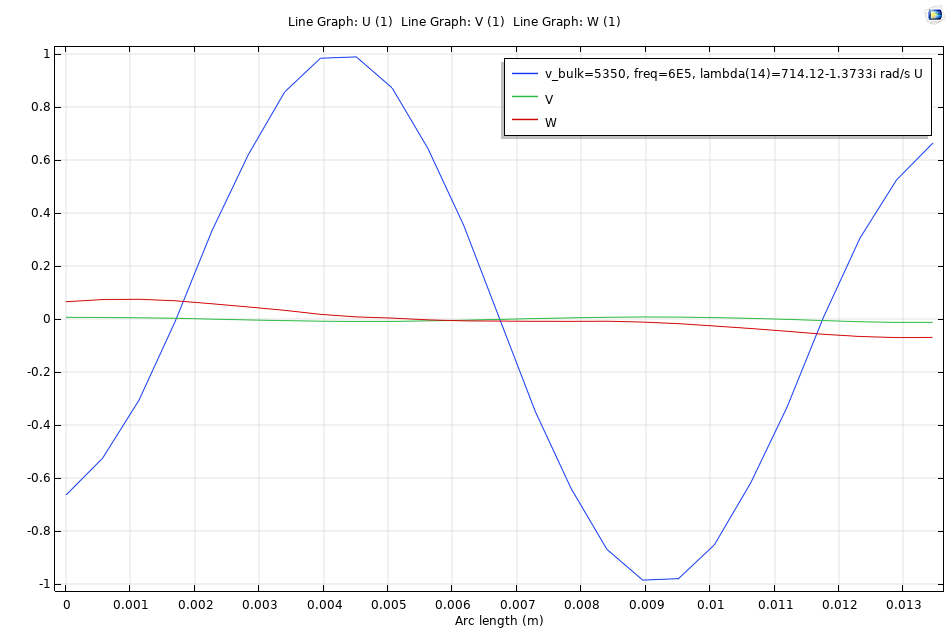 Line Graph: U (1)  Line Graph: V (1)  Line Graph: W (1)
v_bulk=5350, freq=6E5, lambda(14)=714.12-1.3733i rad/s U
V
W
1
0.8
0.6
0.4
0.2
0
-0.2
-0.4
-0.6
-0.8
-1
0 0.001 0.002 0.003 0.004 0.005 0.006 0.007 0.008 0.009 0.01 0.011 0.012 0.013
Arc length (m)